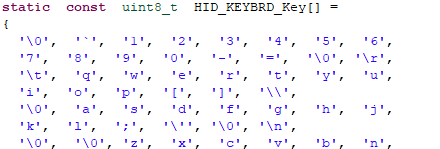 static const uint8_t HID_KEYBRD_Key[] =
{
'\0', '`', '1', '2', '3', '4', '5', '6',
'7', '8', '9', '0', '-', '=', '\0', '\r',
'\t', 'q', 'w', 'e', 'r', 't', 'y', 'u',
'i', 'o', 'p', '[', ']', '\\',
'\0', 'a', 's', 'd', 'f', 'g', 'h', 'j',
'k', 'l', ';', '\'', '\0', '\n',
'\0', '\0', 'z', 'x', 'c', 'v', 'b', 'n',